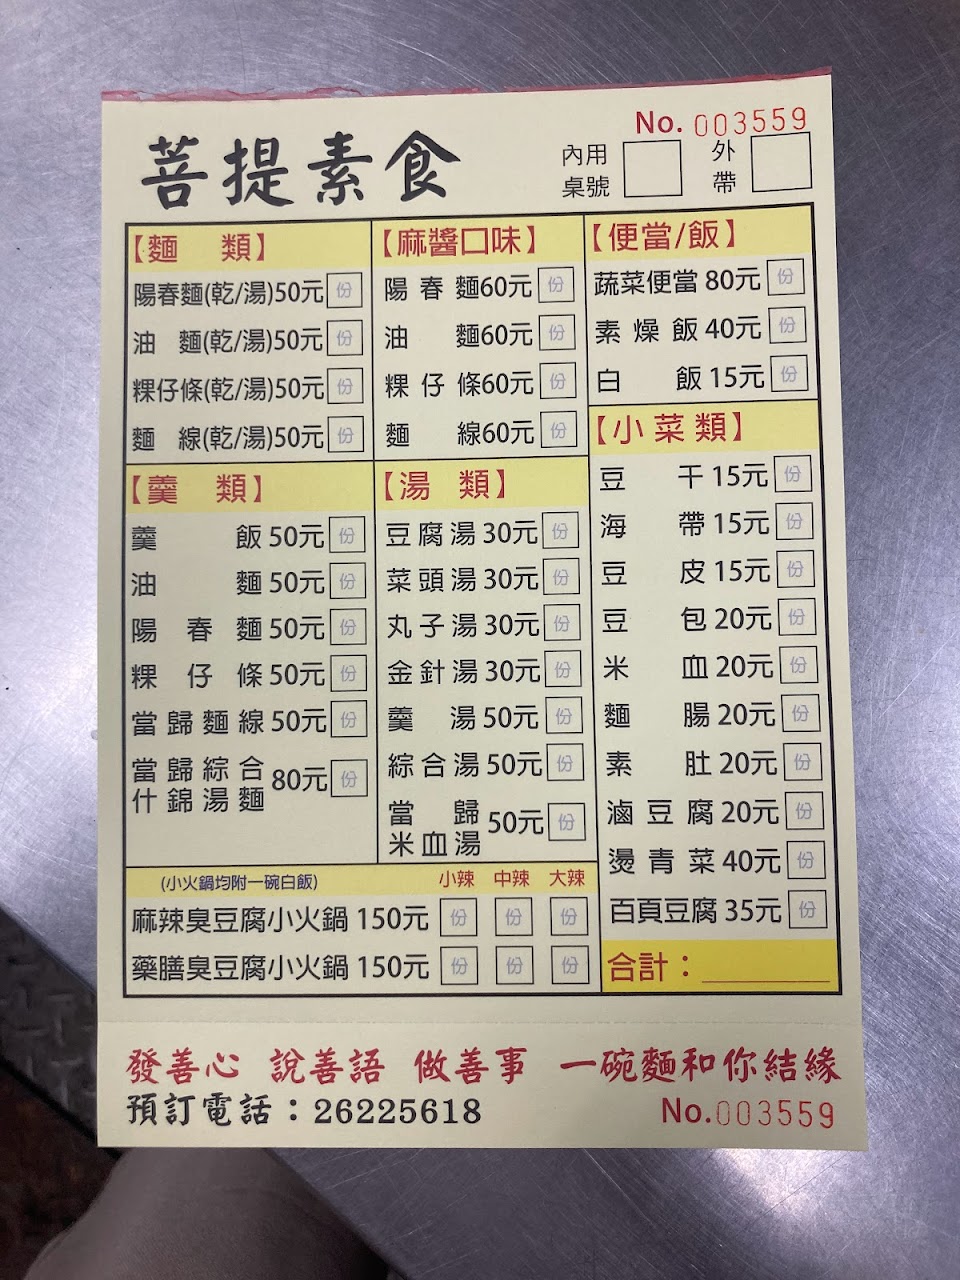 No. 003559
菩提素食
內用
桌號
外
帶
【麵 類】
陽春麵(乾/湯)50元 份
油 麵(乾/湯)50元 份
粿仔條(乾/湯)50元 份
麵 線(乾/湯)50元 份
【麻醬口味】
陽春麵60元 份
油 麵60元 份
粿仔條60元 份
麵 線60元 份
【便當/飯】
蔬菜便當 80元 份
素燥飯 40元 份
白 飯 15元 份
【羹 類】
羹 飯 50元 份
油 麵 50元 份
陽春麵 50元 份
粿仔條 50元 份
當歸麵線 50元 份
當歸綜合
什錦湯麵 80元 份
【湯 類】
豆腐湯 30元 份
菜頭湯 30元 份
丸子湯 30元 份
金針湯 30元 份
羹 湯 50元 份
綜合湯 50元 份
當 歸
米血湯 50元 份
【小菜類】
豆 干 15元 份
海 帶 15元 份
豆 皮 15元 份
豆 包 20元 份
米 血 20元 份
麵 腸 20元 份
素 肚 20元 份
滷豆腐 20元 份
燙青菜 40元 份
百頁豆腐 35元 份
合計：
(小火鍋均附一碗白飯) 小辣 中辣 大辣
麻辣臭豆腐小火鍋 150元 份 份 份
藥膳臭豆腐小火鍋 150元 份 份 份
發善心 說善語 做善事 一碗麵和你結緣
預訂電話：26225618
No.003559